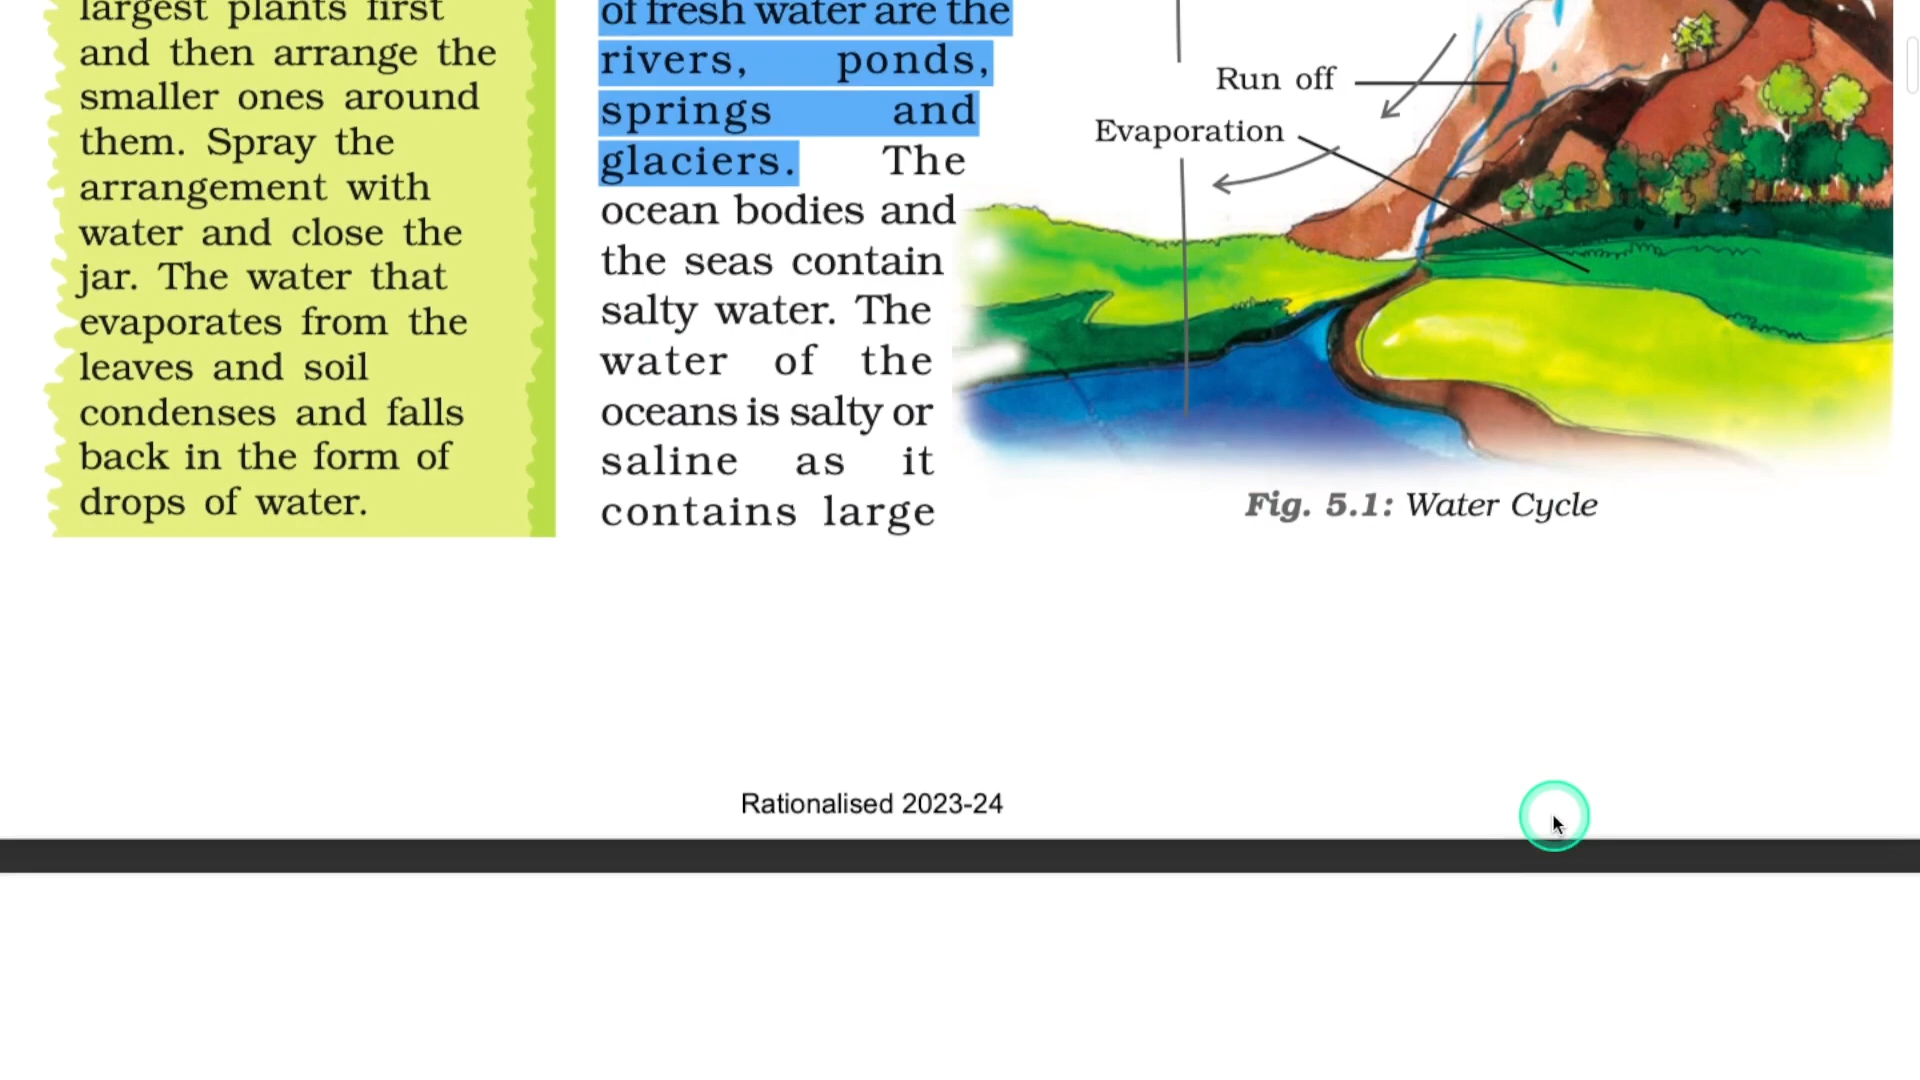 largest plants first
and then arrange the
smaller ones around
them. Spray the
arrangement with
water and close the
jar. The water that
evaporates from the
leaves and soil
condenses and falls
back in the form of
drops of water.
of fresh water are the
rivers, ponds,
springs and
glaciers. The
ocean bodies and
the seas contain
salty water. The
water of the
oceans is salty or
saline as it
contains large
Run off
Evaporation
Fig. 5.1: Water Cycle
Rationalised 2023-24